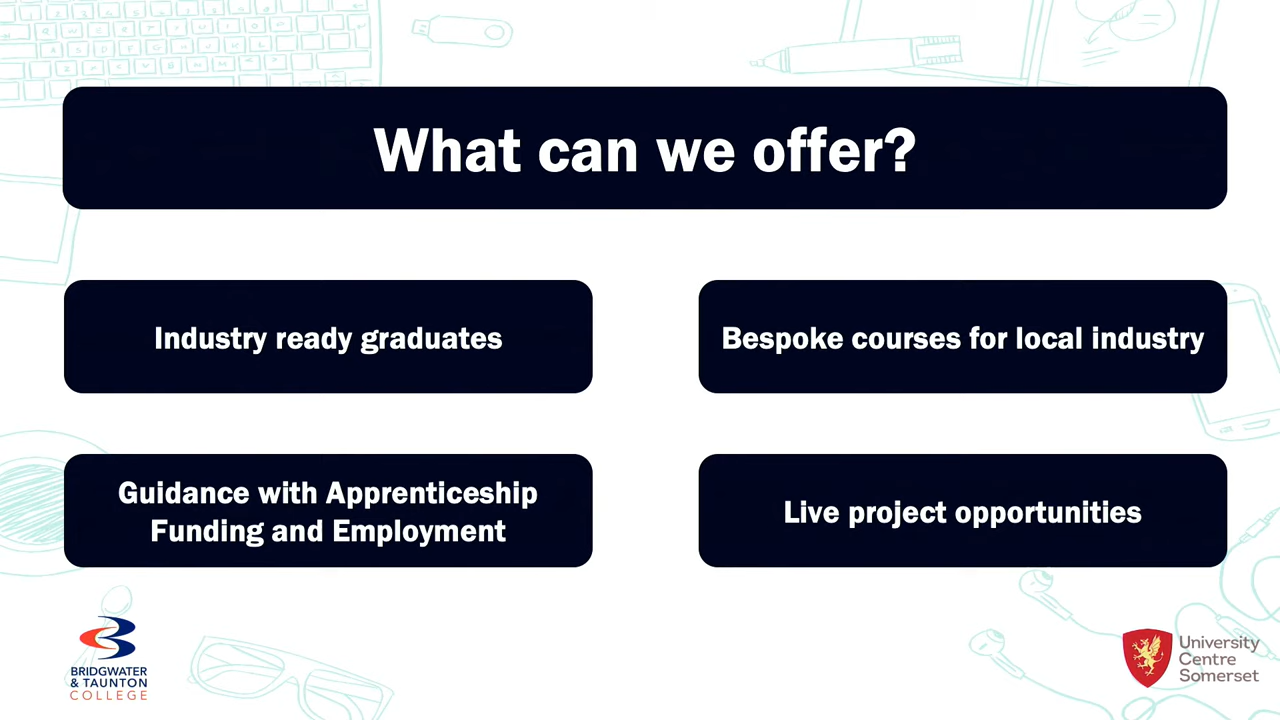 What can we offer?
Industry ready graduates
Bespoke courses for local industry
Guidance with Apprenticeship
Funding and Employment
Live project opportunities
BRIDGWATER
& TAUNTON
COLLEGE
University
Centre
Somerset